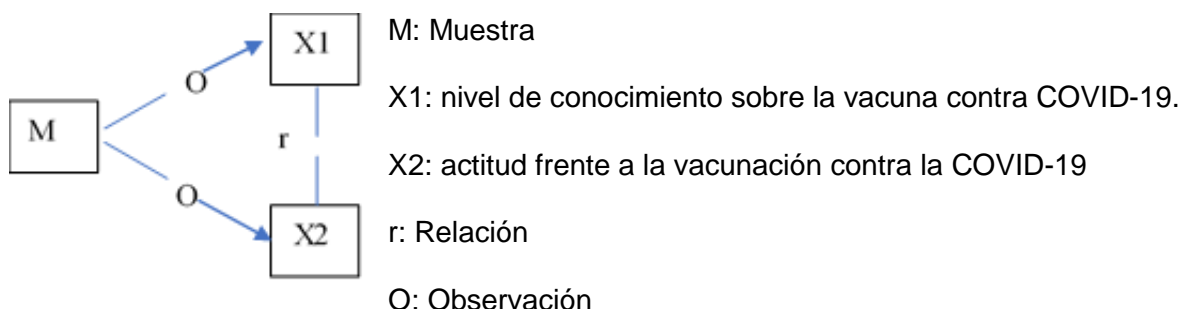 X1
M: Muestra
O
X1: nivel de conocimiento sobre la vacuna contra COVID-19.
M
r
X2: actitud frente a la vacunación contra la COVID-19
O
X2
r: Relación
O: Observación